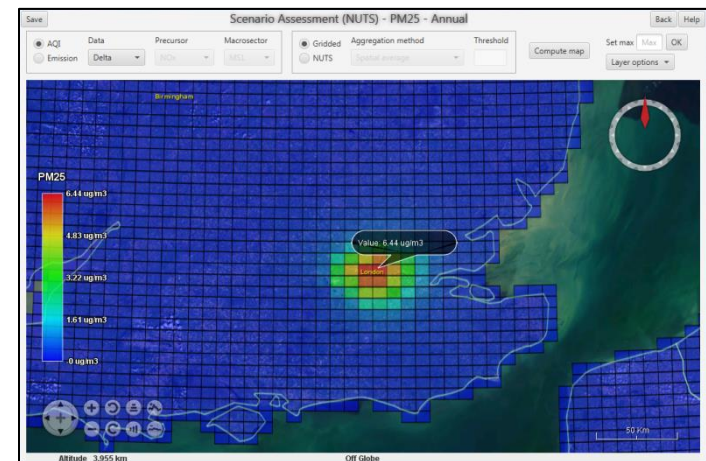 Save
Scenario Assessment (NUTS) - PM25 - Annual
Back Help
AQI
Emission
Data
Delta
Precursor
NOx
Macrosector
MS1
Gridded
NUTS
Aggregation method
Spatial average
Threshold
Compute map
Set max Max OK
Layer options
Birmingham
PM25
6.44 ug/m3
4.83 ug/m3
3.22 ug/m3
1.61 ug/m3
0 ug/m3
Value: 6.44 ug/m3
London
50 Km
Altitude 3,955 km
Off Globe